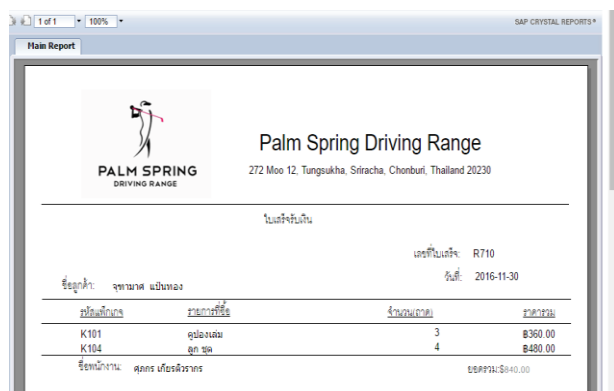 1 of 1 100% SAP CRYSTAL REPORTS®
Main Report
PALM SPRING
DRIVING RANGE
Palm Spring Driving Range
272 Moo 12, Tungsukha, Sriracha, Chonburi, Thailand 20230
ใบเสร็จรับเงิน
เลขที่ใบเสร็จ: R710
วันที่: 2016-11-30
ชื่อลูกค้า: จุฑามาศ แป้นทอง
รหัสแพ็กเกจ รายการที่ซื้อ จำนวน(ถาด) ราคารวม
K101 คูปองเล่ม 3 ฿360.00
K104 ลูก ชุด 4 ฿480.00
ชื่อพนักงาน: ศุภกร เกียรติวรากร ยอดรวม:$840.00